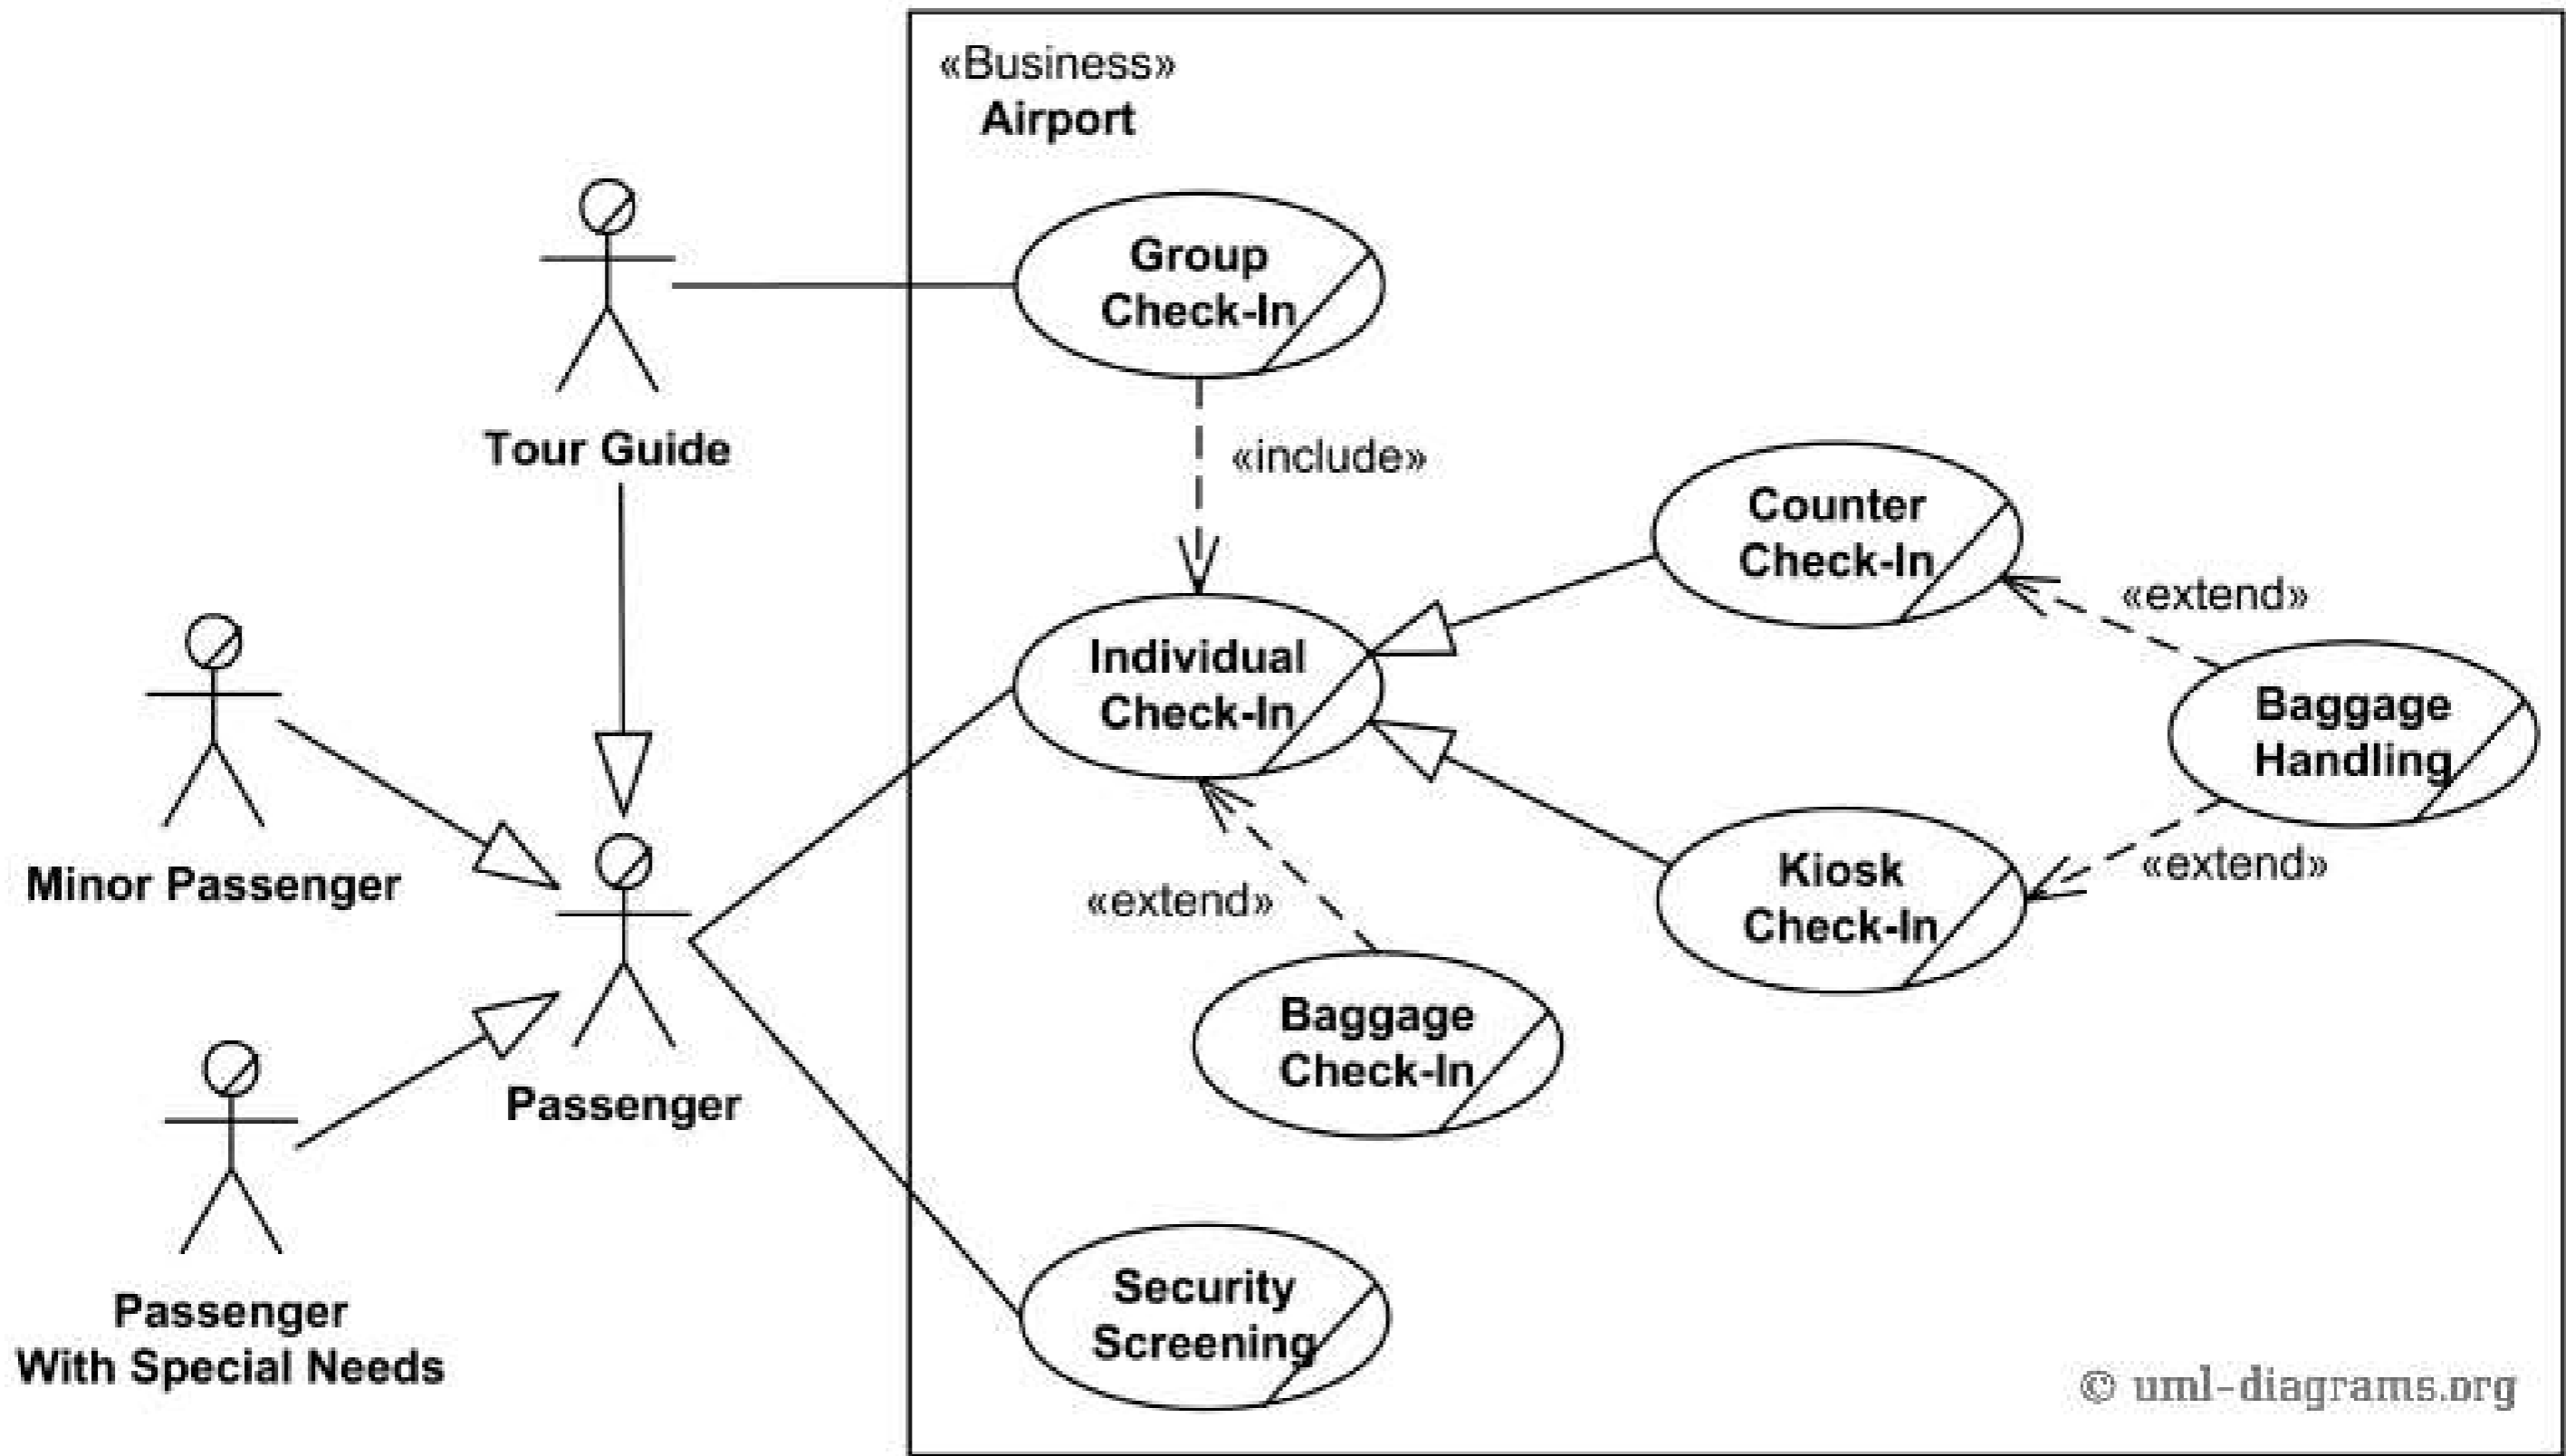 «Business»
Airport
Group
Check-In
Tour Guide
«include»
Counter
Check-In
«extend»
Individual
Check-In
Baggage
Handling
Minor Passenger
«extend»
Kiosk
Check-In
«extend»
Baggage
Check-In
Passenger
Security
Screening
Passenger
With Special Needs
© uml-diagrams.org